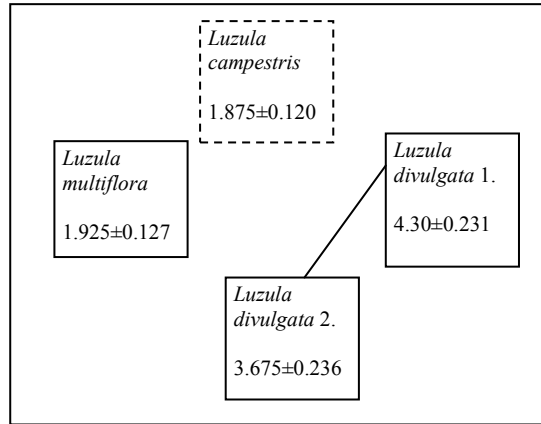 Luzula
campestris
1.875±0.120
Luzula
multiflora
1.925±0.127
Luzula
divulgata 1.
4.30±0.231
Luzula
divulgata 2.
3.675±0.236